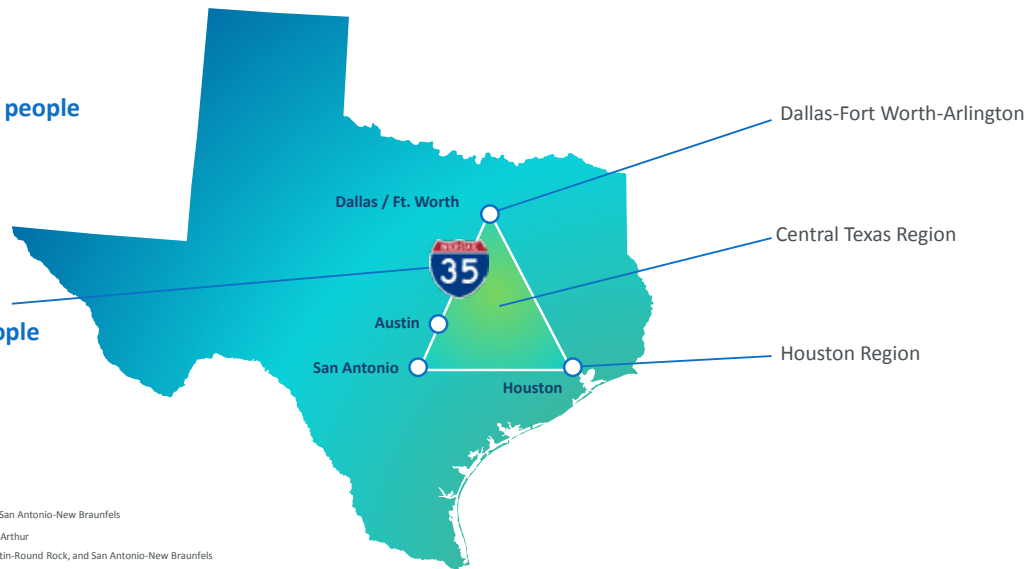 people
Dallas-Fort Worth-Arlington
Dallas / Ft. Worth
Central Texas Region
INTERSTATE
35
Austin
ople
Houston Region
San Antonio
Houston
San Antonio-New Braunfels
Arthur
tin-Round Rock, and San Antonio-New Braunfels